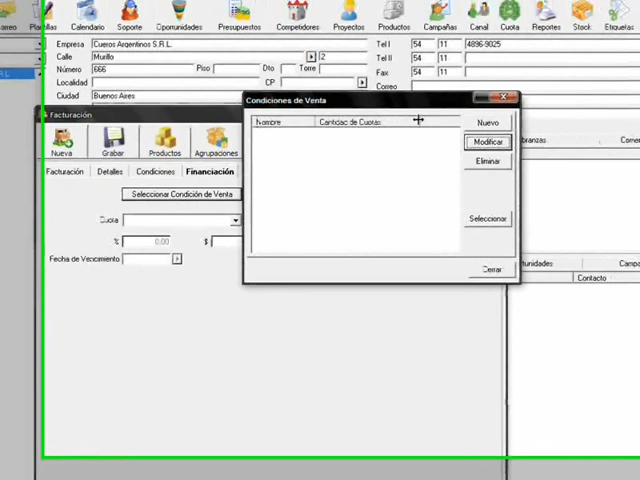 Calendario Soporte Oportunidades Presupuestos Competidores Proyectos Productos Campañas Canal Cuota Reportes Stock Etiquetas
Empresa Cueros Argentinos S.R.L. Tel I 54 11 4896-9025
Calle Murillo 2 Tel II 54 11
Número 666 Piso Dto Torre Fax 54 11
Localidad CP Correo
Ciudad Buenos Aires
Facturación
Nueva Grabar Productos Agrupaciones
Facturación Detalles Condiciones Financiación
Seleccionar Condición de Venta
Cuota
% 0,00 $
Fecha de Vencimiento
Condiciones de Venta
Nombre Cantidad de Cuotas
Nuevo
Modificar
Eliminar
Seleccionar
Cerrar
Contacto